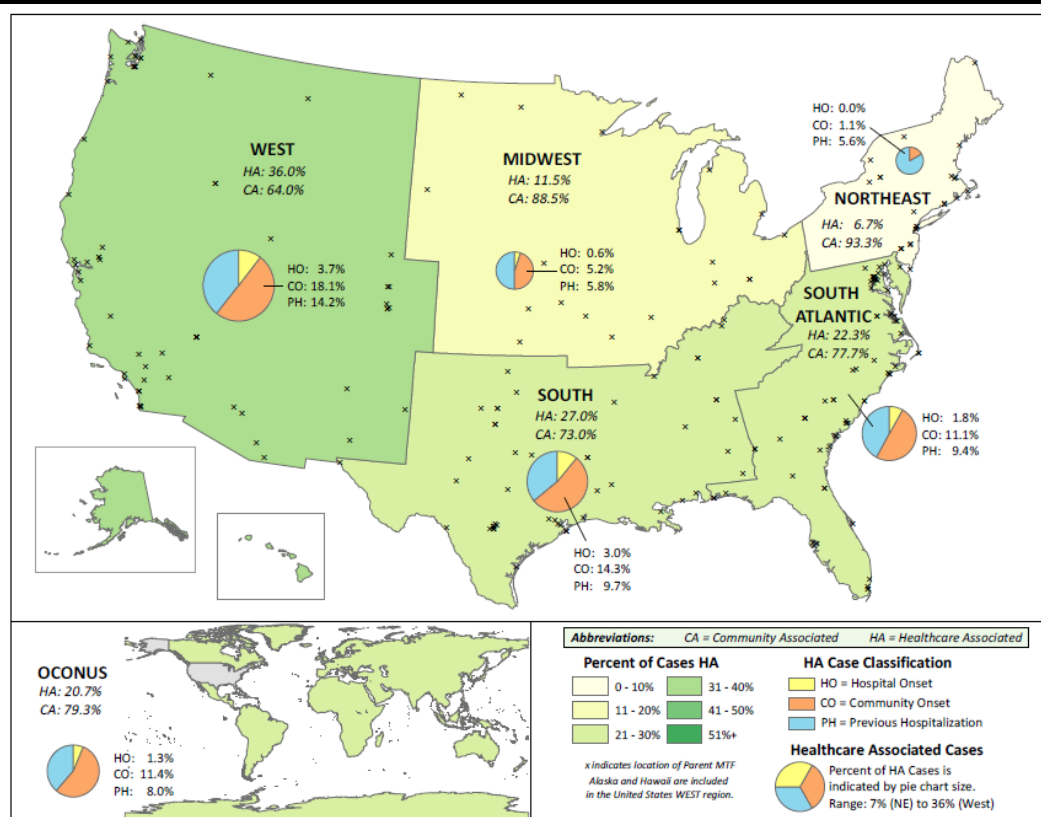 WEST
HA: 36.0%
CA: 64.0%
HO: 3.7%
CO: 18.1%
PH: 14.2%
MIDWEST
HA: 11.5%
CA: 88.5%
HO: 0.6%
CO: 5.2%
PH: 5.8%
HO: 0.0%
CO: 1.1%
PH: 5.6%
NORTHEAST
HA: 6.7%
CA: 93.3%
SOUTH
ATLANTIC
HA: 22.3%
CA: 77.7%
HO: 1.8%
CO: 11.1%
PH: 9.4%
SOUTH
HA: 27.0%
CA: 73.0%
HO: 3.0%
CO: 14.3%
PH: 9.7%
OCONUS
HA: 20.7%
CA: 79.3%
HO: 1.3%
CO: 11.4%
PH: 8.0%
Abbreviations: CA = Community Associated HA = Healthcare Associated
Percent of Cases HA
0 - 10%
11 - 20%
21 - 30%
31 - 40%
41 - 50%
51%+
x indicates location of Parent MTF
Alaska and Hawaii are included
in the United States WEST region.
HA Case Classification
HO = Hospital Onset
CO = Community Onset
PH = Previous Hospitalization
Healthcare Associated Cases
Percent of HA Cases is
indicated by pie chart size.
Range: 7% (NE) to 36% (West)